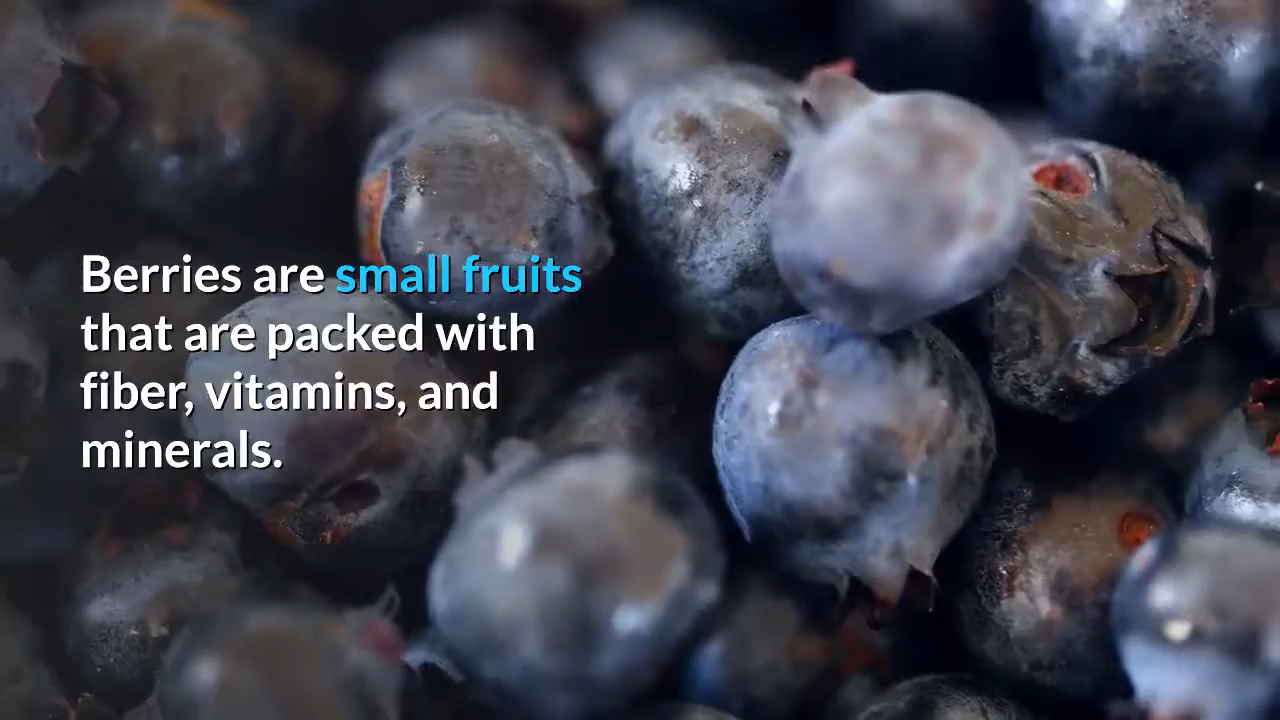 Berries are small fruits
that are packed with
fiber, vitamins, and
minerals.